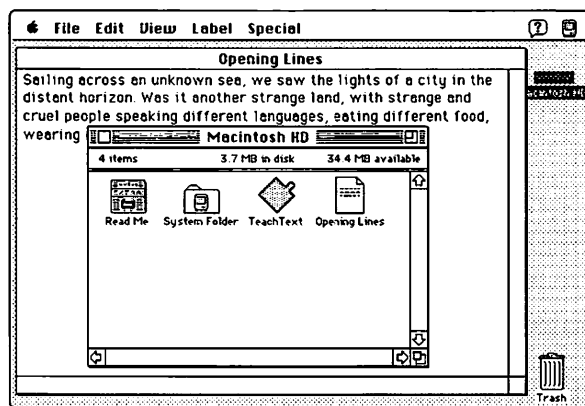 File Edit View Label Special
Opening Lines
Sailing across an unknown sea, we saw the lights of a city in the
distant horizon. Was it another strange land, with strange and
cruel people speaking different languages, eating different food,
wearing
Macintosh HD
4 items 3.7 MB in disk 34.4 MB available
Read Me System Folder TeachText Opening Lines
Trash